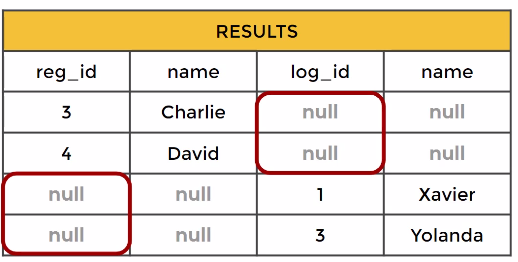 RESULTS
reg_id name log_id name
3 Charlie null null
4 David null null
null null 1 Xavier
null null 3 Yolanda